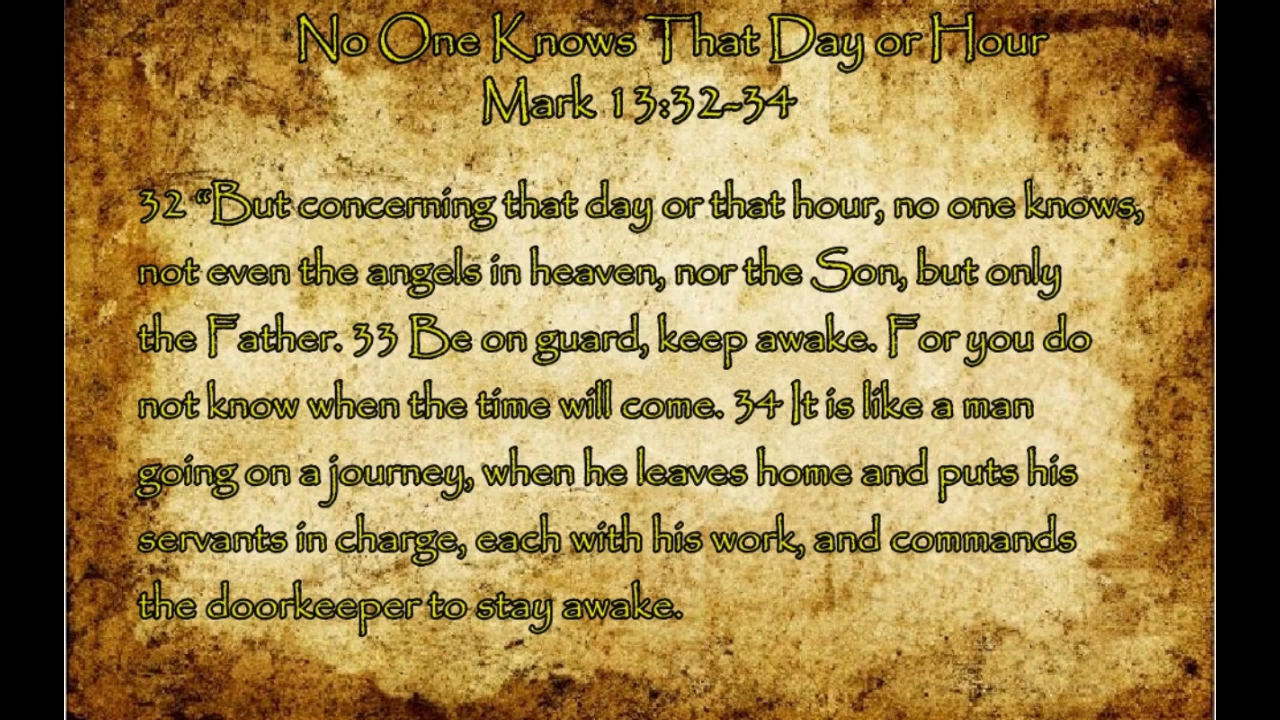 No One Knows That Day or Hour
Mark 13:32-34
32 “But concerning that day or that hour, no one knows,
not even the angels in heaven, nor the Son, but only
the Father. 33 Be on guard, keep awake. For you do
not know when the time will come. 34 It is like a man
going on a journey, when he leaves home and puts his
servants in charge, each with his work, and commands
the doorkeeper to stay awake.